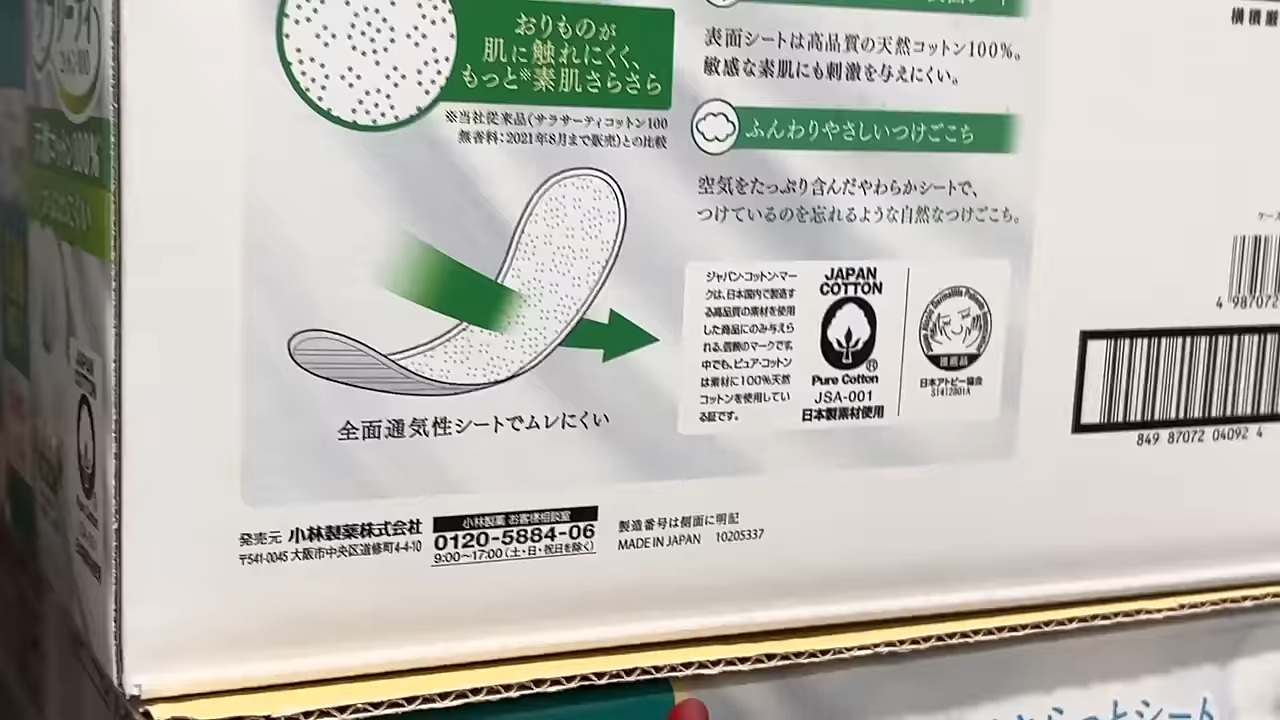 おりものが
肌に触れにくく、
もっと※素肌さらさら
※当社従来品(サラサーティコットン100
無香料:2021年8月まで販売)との比較
全面通気性シートでムレにくい
表面シートは高品質の天然コットン100%。
敏感な素肌にも刺激を与えにくい。
ふんわりやさしいつけごこち
空気をたっぷり含んだやわらかシートで、
つけているのを忘れるような自然なつけごこち。
ジャパン・コットン・マー
クは、日本国内で製造す
る高品質の素材を使用
した商品にのみ与えら
れる、信頼のマークです。
中でも、ピュア・コットン
は素材に100%天然
コットンを使用してい
る証です。
JAPAN
COTTON
®
Pure Cotton
JSA-001
日本製素材使用
推薦品
日本アトピー協会
S1412801A
発売元 小林製薬株式会社
〒541-0045 大阪市中央区道修町4-4-10
小林製薬 お客様相談室
0120-5884-06
9:00~17:00(土・日・祝日を除く)
製造番号は側面に明記
MADE IN JAPAN 10205337
ケース
4 987072
849 87072 04092 4
らっとシート